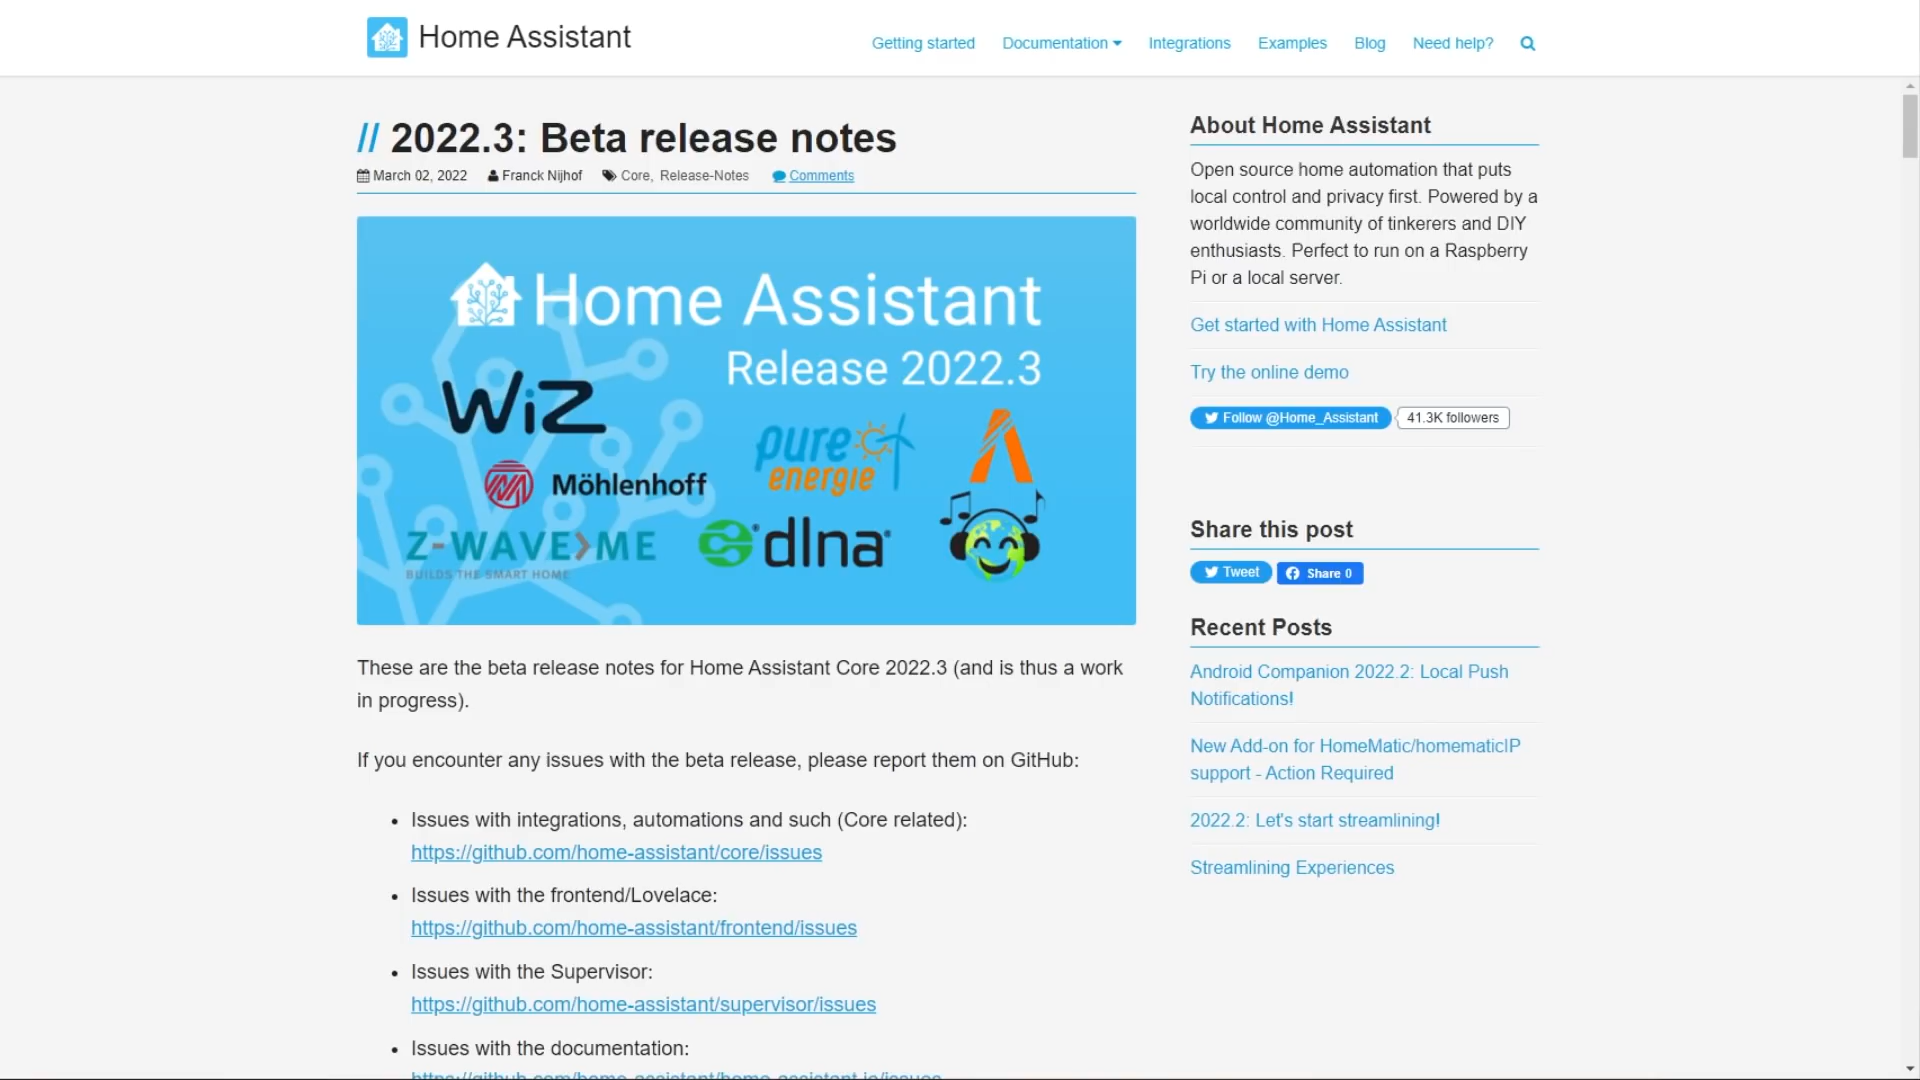 Home Assistant
Getting started Documentation Integrations Examples Blog Need help?
// 2022.3: Beta release notes
March 02, 2022 Franck Nijhof Core, Release-Notes Comments
Home Assistant
Release 2022.3
WiZ
pure
energie
Möhlenhoff
Z-WAVE>ME
BUILDS THE SMART HOME
dlna
These are the beta release notes for Home Assistant Core 2022.3 (and is thus a work
in progress).
If you encounter any issues with the beta release, please report them on GitHub:
• Issues with integrations, automations and such (Core related):
https://github.com/home-assistant/core/issues
• Issues with the frontend/Lovelace:
https://github.com/home-assistant/frontend/issues
• Issues with the Supervisor:
https://github.com/home-assistant/supervisor/issues
• Issues with the documentation:
https://github.com/home-assistant/home-assistant.io/issues
About Home Assistant
Open source home automation that puts
local control and privacy first. Powered by a
worldwide community of tinkerers and DIY
enthusiasts. Perfect to run on a Raspberry
Pi or a local server.
Get started with Home Assistant
Try the online demo
Follow @Home_Assistant 41.3K followers
Share this post
Tweet Share 0
Recent Posts
Android Companion 2022.2: Local Push
Notifications!
New Add-on for HomeMatic/homematicIP
support - Action Required
2022.2: Let's start streamlining!
Streamlining Experiences